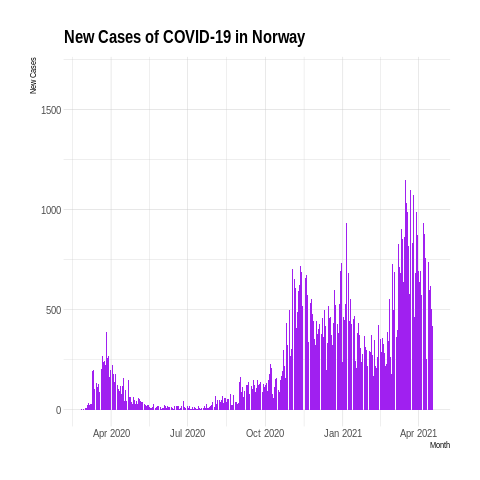 New Cases of COVID-19 in Norway
New Cases
1500
1000
500
0
Apr 2020 Jul 2020 Oct 2020 Jan 2021 Apr 2021
Month